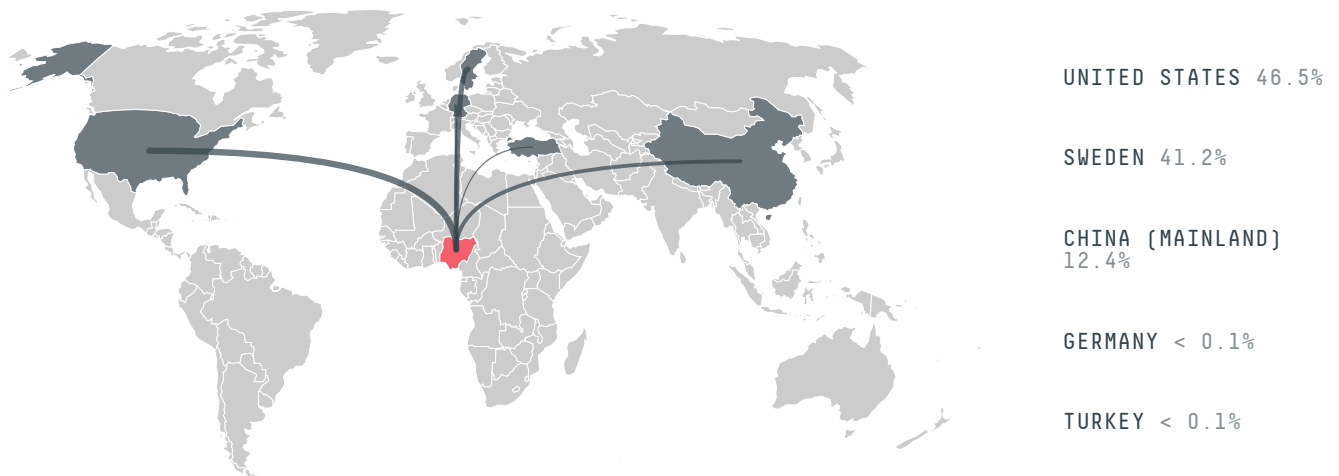 UNITED STATES 46.5%
SWEDEN 41.2%
CHINA (MAINLAND)
12.4%
GERMANY < 0.1%
TURKEY < 0.1%